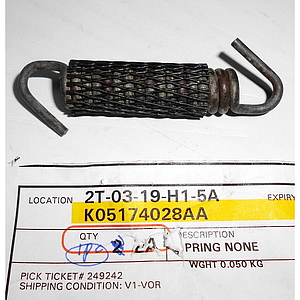 LOCATION 2T-03-19-H1-5A EXPIRY
K05174028AA
QTY DESCRIPTION
PRING NONE
WGHT 0.050 KG
PICK TICKET# 249242
SHIPPING CONDITION: V1-VOR